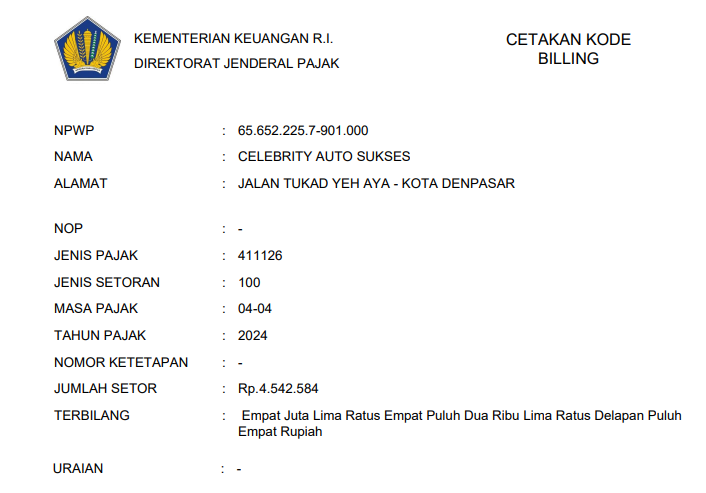 KEMENTERIAN KEUANGAN R.I.
DIREKTORAT JENDERAL PAJAK
CETAKAN KODE
BILLING
NPWP : 65.652.225.7-901.000
NAMA : CELEBRITY AUTO SUKSES
ALAMAT : JALAN TUKAD YEH AYA - KOTA DENPASAR
NOP : -
JENIS PAJAK : 411126
JENIS SETORAN : 100
MASA PAJAK : 04-04
TAHUN PAJAK : 2024
NOMOR KETETAPAN : -
JUMLAH SETOR : Rp.4.542.584
TERBILANG : Empat Juta Lima Ratus Empat Puluh Dua Ribu Lima Ratus Delapan Puluh
Empat Rupiah
URAIAN : -